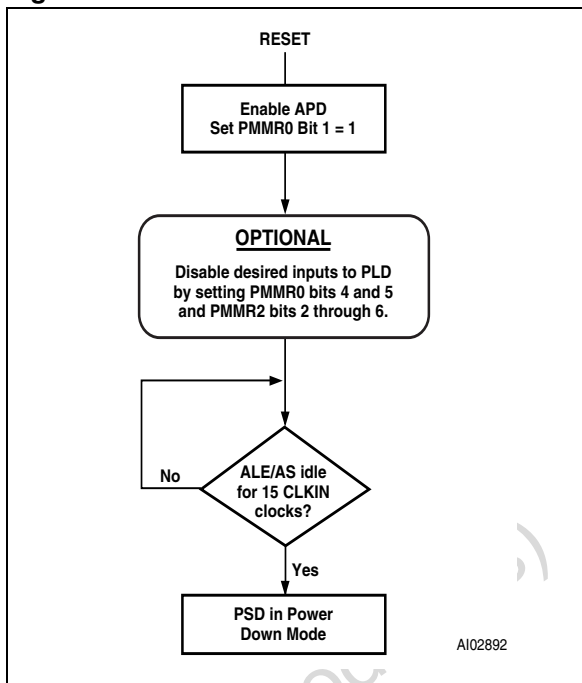 RESET
Enable APD
Set PMMR0 Bit 1 = 1
OPTIONAL
Disable desired inputs to PLD
by setting PMMR0 bits 4 and 5
and PMMR2 bits 2 through 6.
No
ALE/AS idle
for 15 CLKIN
clocks?
Yes
PSD in Power
Down Mode
AI02892